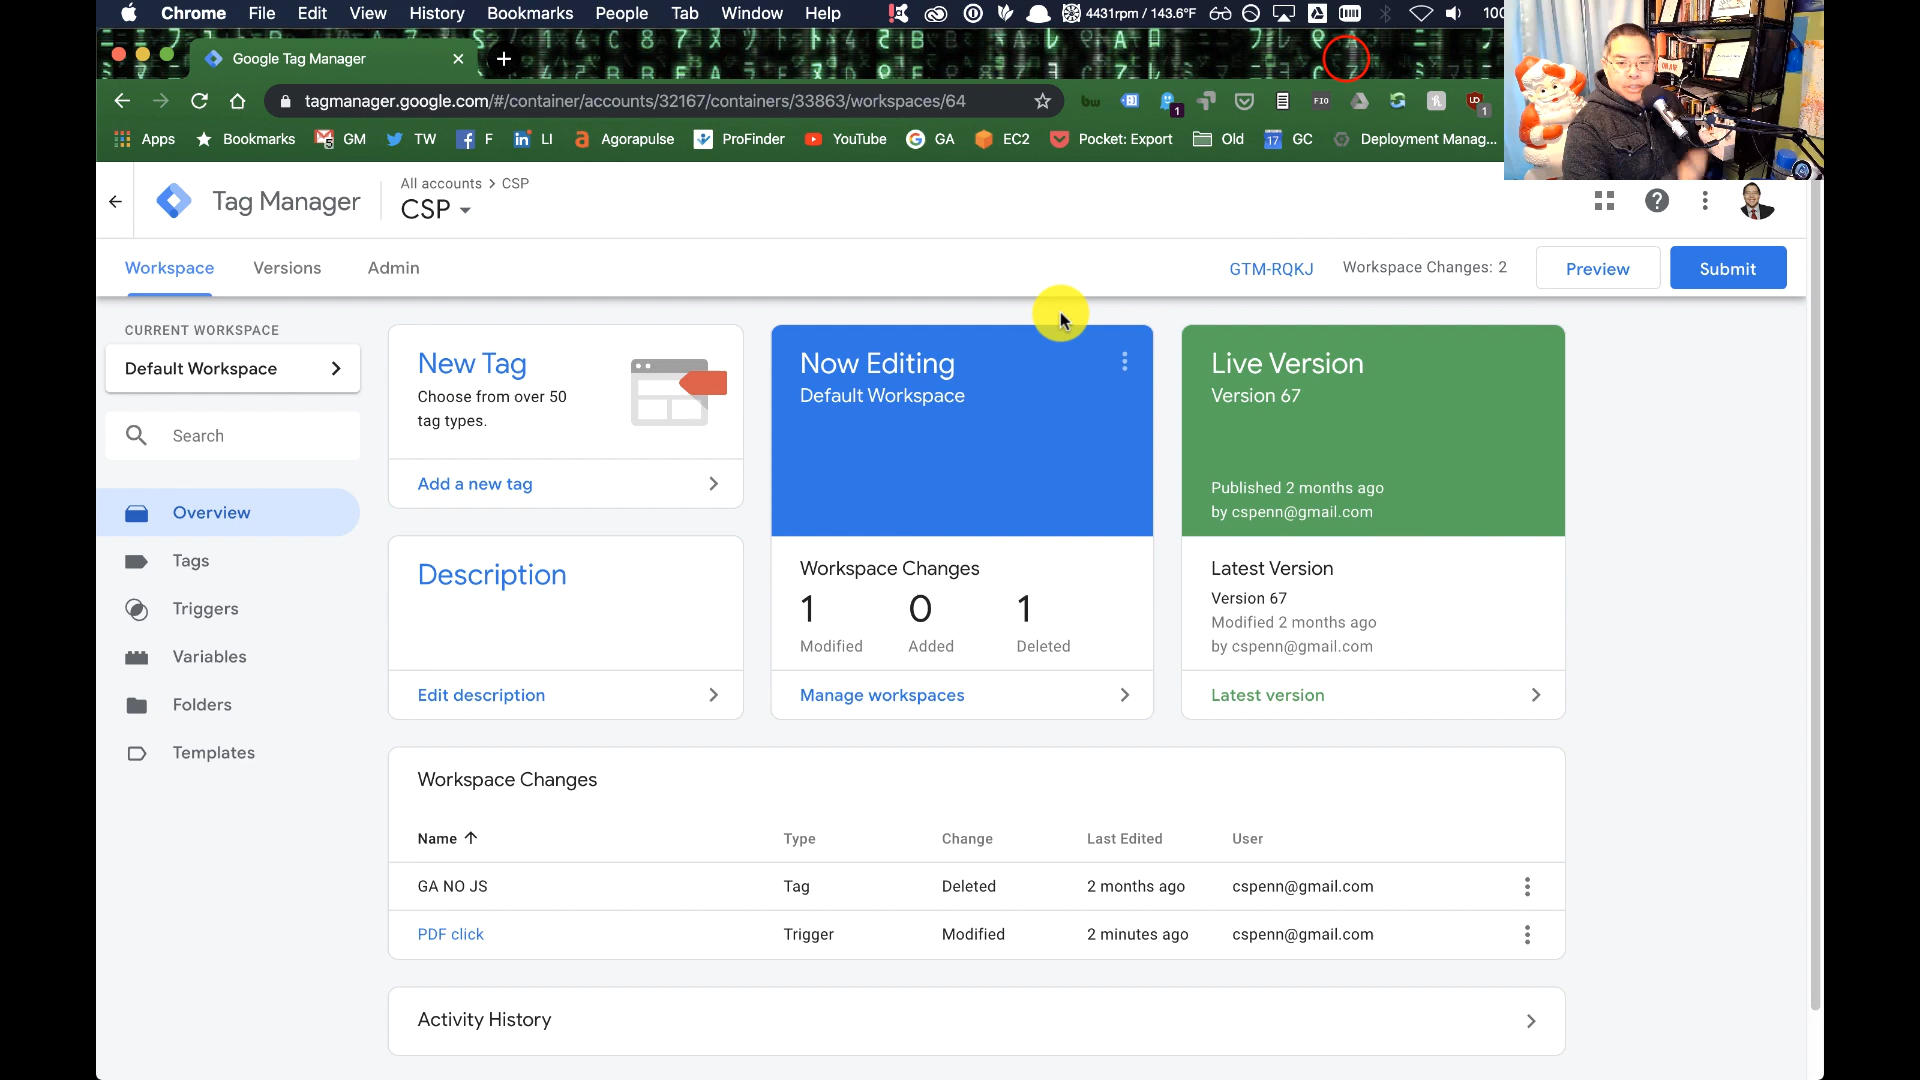 Chrome File Edit View History Bookmarks People Tab Window Help 4431rpm / 143.6°F 100
Google Tag Manager
tagmanager.google.com/#/container/accounts/32167/containers/33863/workspaces/64
FIO
1
1
Apps Bookmarks GM TW F LI Agorapulse ProFinder YouTube GA EC2 Pocket: Export Old GC Deployment Manag...
5
17
All accounts > CSP
Tag Manager
CSP
Workspace Versions Admin GTM-RQKJ Workspace Changes: 2 Preview Submit
CURRENT WORKSPACE
Default Workspace
Search
Overview
Tags
Triggers
Variables
Folders
Templates
New Tag
Choose from over 50
tag types.
Add a new tag
Description
Edit description
Now Editing
Default Workspace
Workspace Changes
1 0 1
Modified Added Deleted
Manage workspaces
Live Version
Version 67
Published 2 months ago
by cspenn@gmail.com
Latest Version
Version 67
Modified 2 months ago
by cspenn@gmail.com
Latest version
Workspace Changes
Name Type Change Last Edited User
GA NO JS Tag Deleted 2 months ago cspenn@gmail.com
PDF click Trigger Modified 2 minutes ago cspenn@gmail.com
Activity History